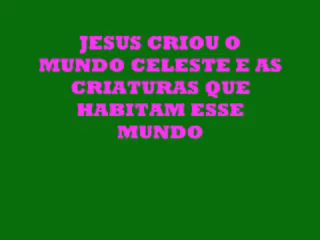 JESUS CRIOU O
MUNDO CELESTE E AS
CRIATURAS QUE
HABITAM ESSE
MUNDO